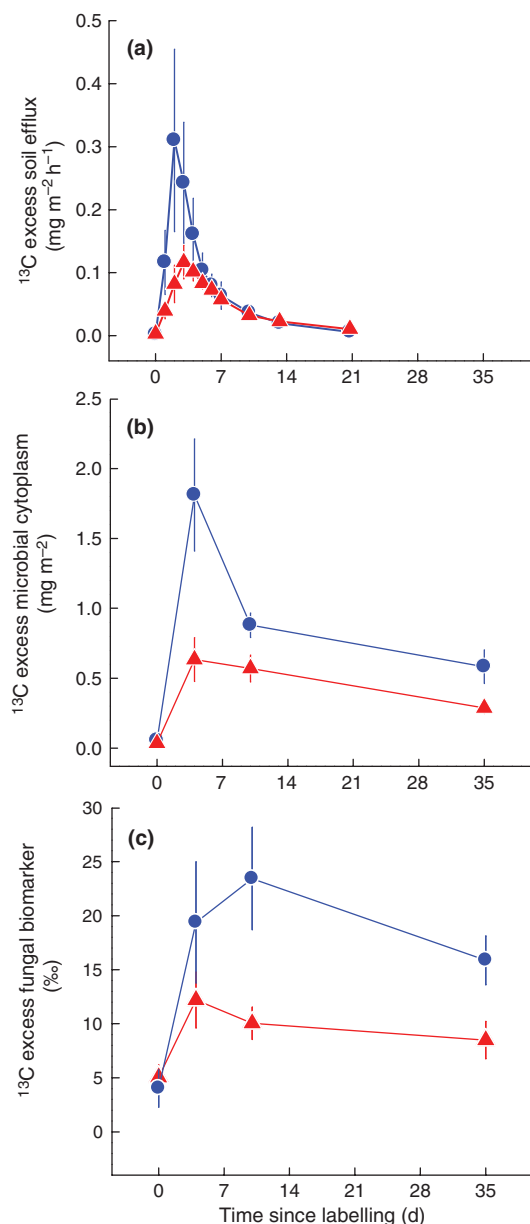 (a)
¹³C excess soil efflux
(mg m⁻² h⁻¹)
0.5
0.4
0.3
0.2
0.1
0.0
0 7 14 21 28 35
(b)
¹³C excess microbial cytoplasm
(mg m⁻²)
2.5
2.0
1.5
1.0
0.5
0.0
0 7 14 21 28 35
(c)
¹³C excess fungal biomarker
(‰)
30
25
20
15
10
5
0
0 7 14 21 28 35
Time since labelling (d)